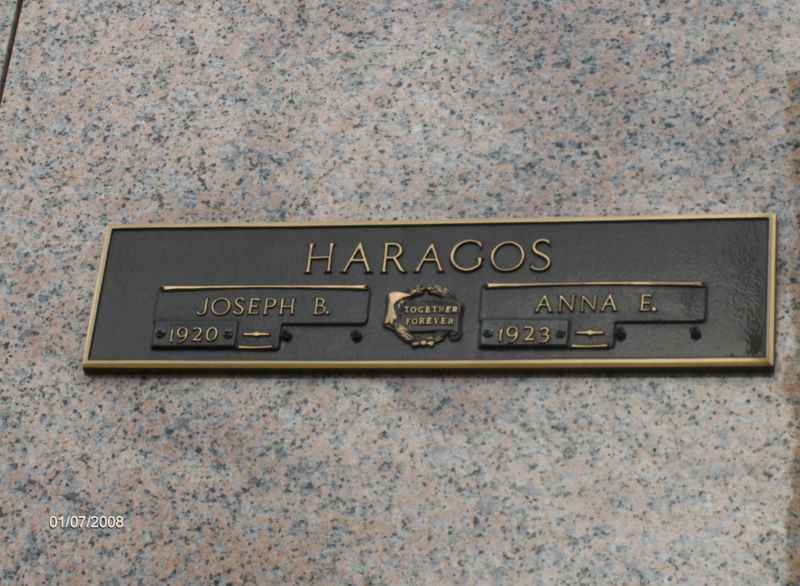 HARAGOS
JOSEPH B.
1920
TOGETHER
FOREVER
ANNA E.
1923
01/07/2008